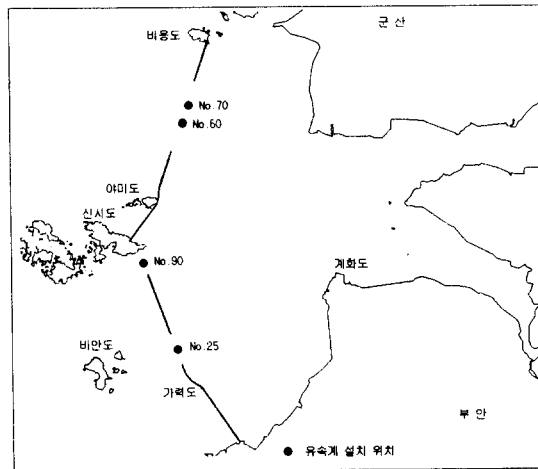 군 산
비응도
No.70
No.60
야미도
신시도
No.90
계화도
비안도
No.25
가력도
부 안
● 유속계 설치 위치